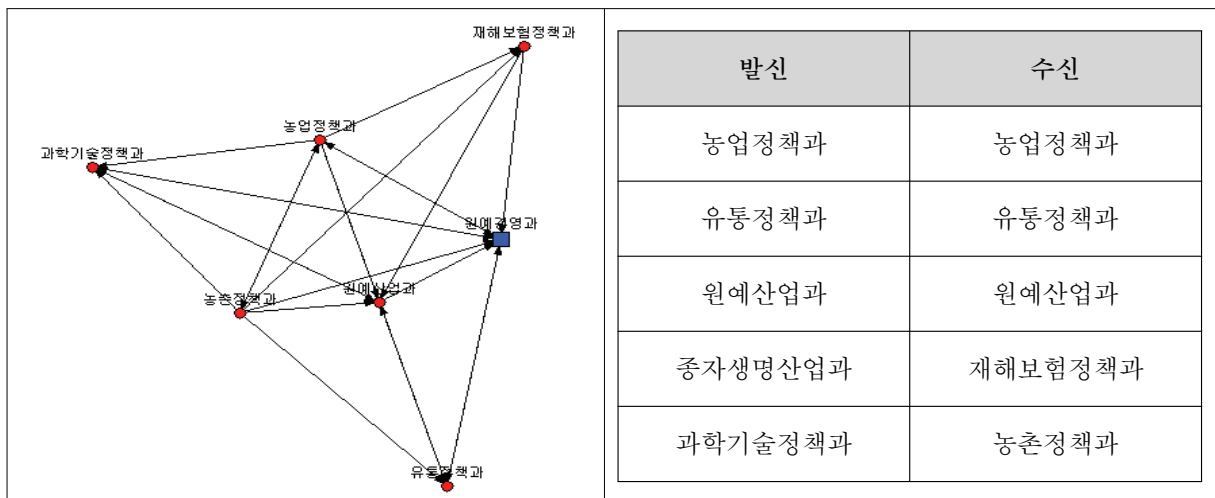 재해보험정책과
농업정책과
과학기술정책과
원예경영과
농촌정책과
원예산업과
유통정책과
발신 수신
농업정책과 농업정책과
유통정책과 유통정책과
원예산업과 원예산업과
종자생명산업과 재해보험정책과
과학기술정책과 농촌정책과